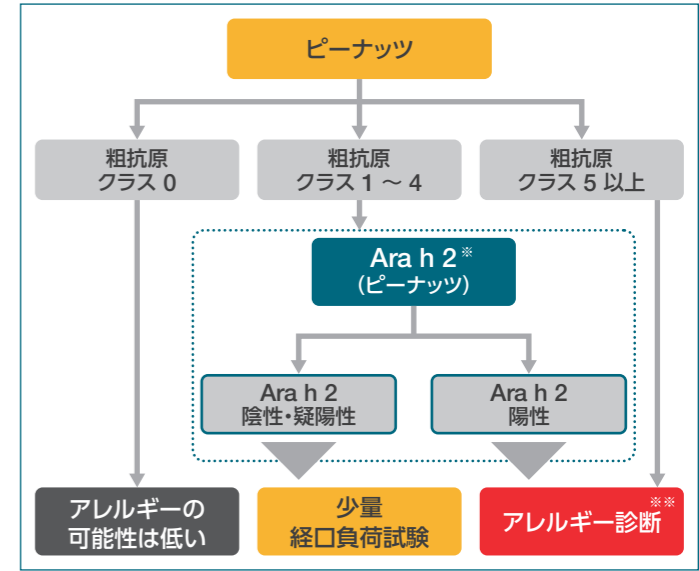 ピーナッツ
粗抗原
クラス 0
粗抗原
クラス 1 ～ 4
粗抗原
クラス 5 以上
Ara h 2※
（ピーナッツ）
Ara h 2
陰性・疑陽性
Ara h 2
陽性
アレルギーの
可能性は低い
少量
経口負荷試験
アレルギー診断※※